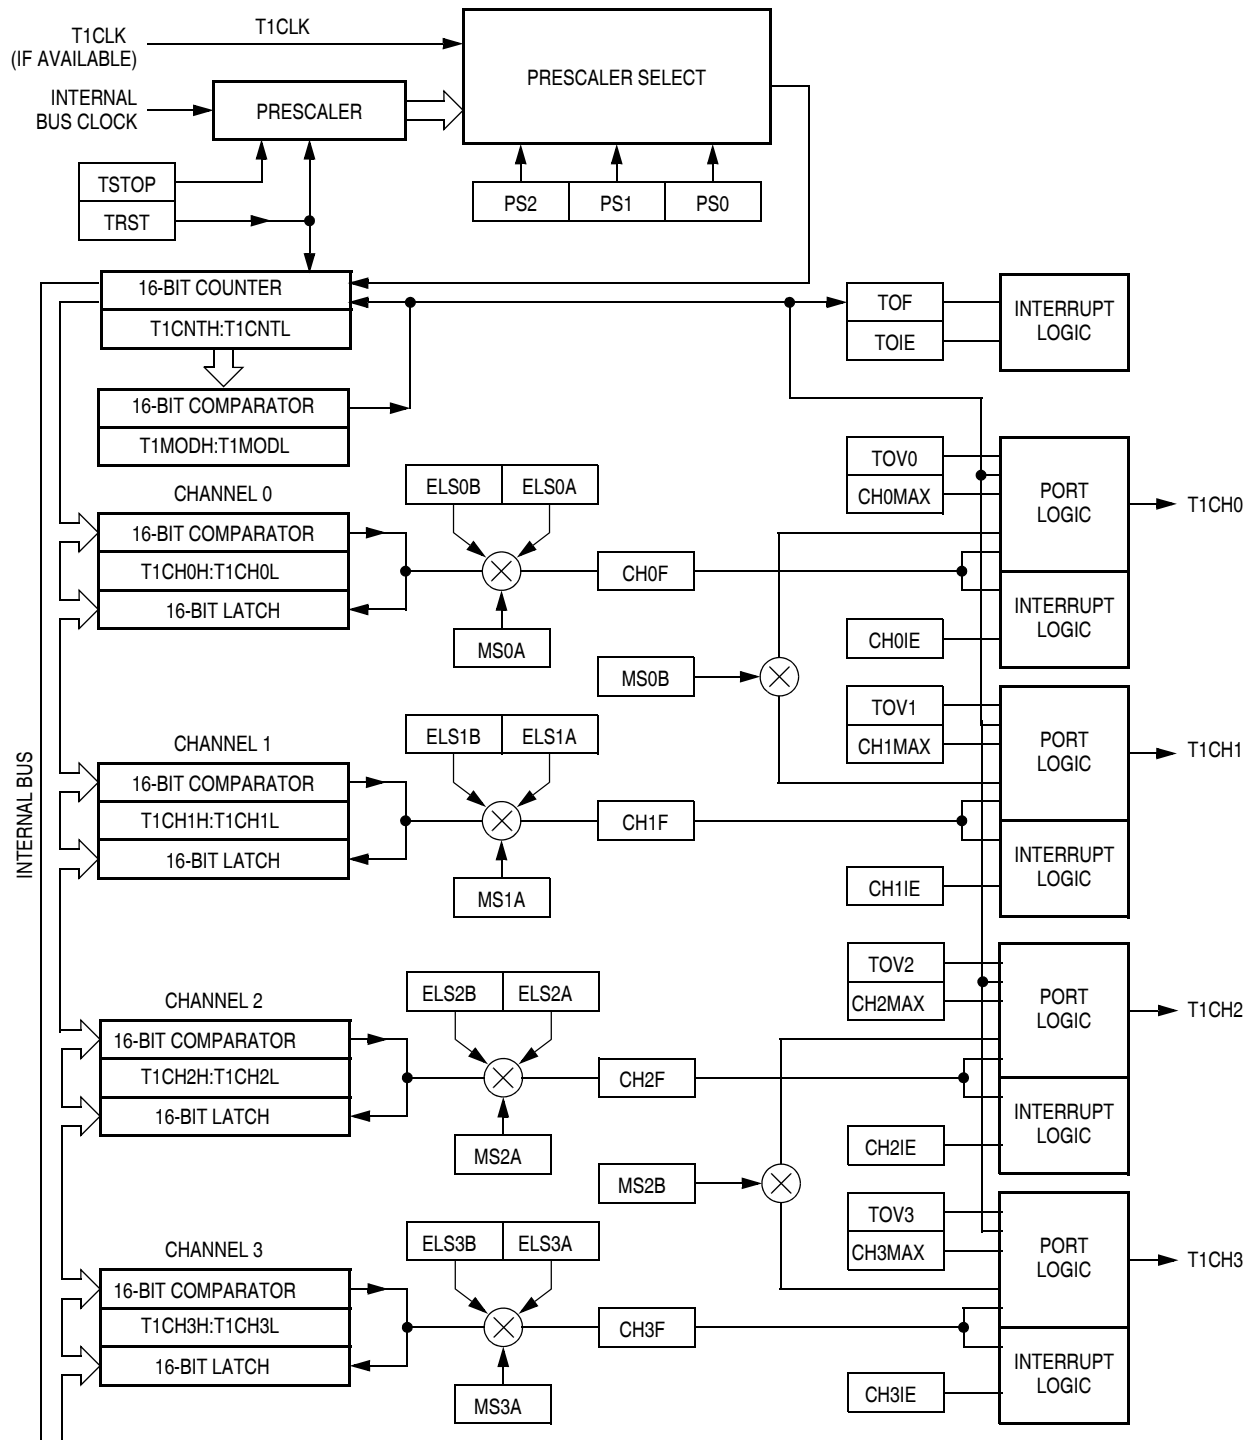 T1CLK
(IF AVAILABLE)
T1CLK
PRESCALER SELECT
INTERNAL
BUS CLOCK
PRESCALER
TSTOP
TRST
PS2
PS1
PS0
16-BIT COUNTER
T1CNTH:T1CNTL
TOF
TOIE
INTERRUPT
LOGIC
16-BIT COMPARATOR
T1MODH:T1MODL
INTERNAL BUS
CHANNEL 0
16-BIT COMPARATOR
T1CH0H:T1CH0L
16-BIT LATCH
ELS0B
ELS0A
MS0A
CH0F
MS0B
TOV0
CH0MAX
CH0IE
PORT
LOGIC
INTERRUPT
LOGIC
T1CH0
CHANNEL 1
16-BIT COMPARATOR
T1CH1H:T1CH1L
16-BIT LATCH
ELS1B
ELS1A
MS1A
CH1F
TOV1
CH1MAX
CH1IE
PORT
LOGIC
INTERRUPT
LOGIC
T1CH1
CHANNEL 2
16-BIT COMPARATOR
T1CH2H:T1CH2L
16-BIT LATCH
ELS2B
ELS2A
MS2A
CH2F
MS2B
TOV2
CH2MAX
CH2IE
PORT
LOGIC
INTERRUPT
LOGIC
T1CH2
CHANNEL 3
16-BIT COMPARATOR
T1CH3H:T1CH3L
16-BIT LATCH
ELS3B
ELS3A
MS3A
CH3F
TOV3
CH3MAX
CH3IE
PORT
LOGIC
INTERRUPT
LOGIC
T1CH3